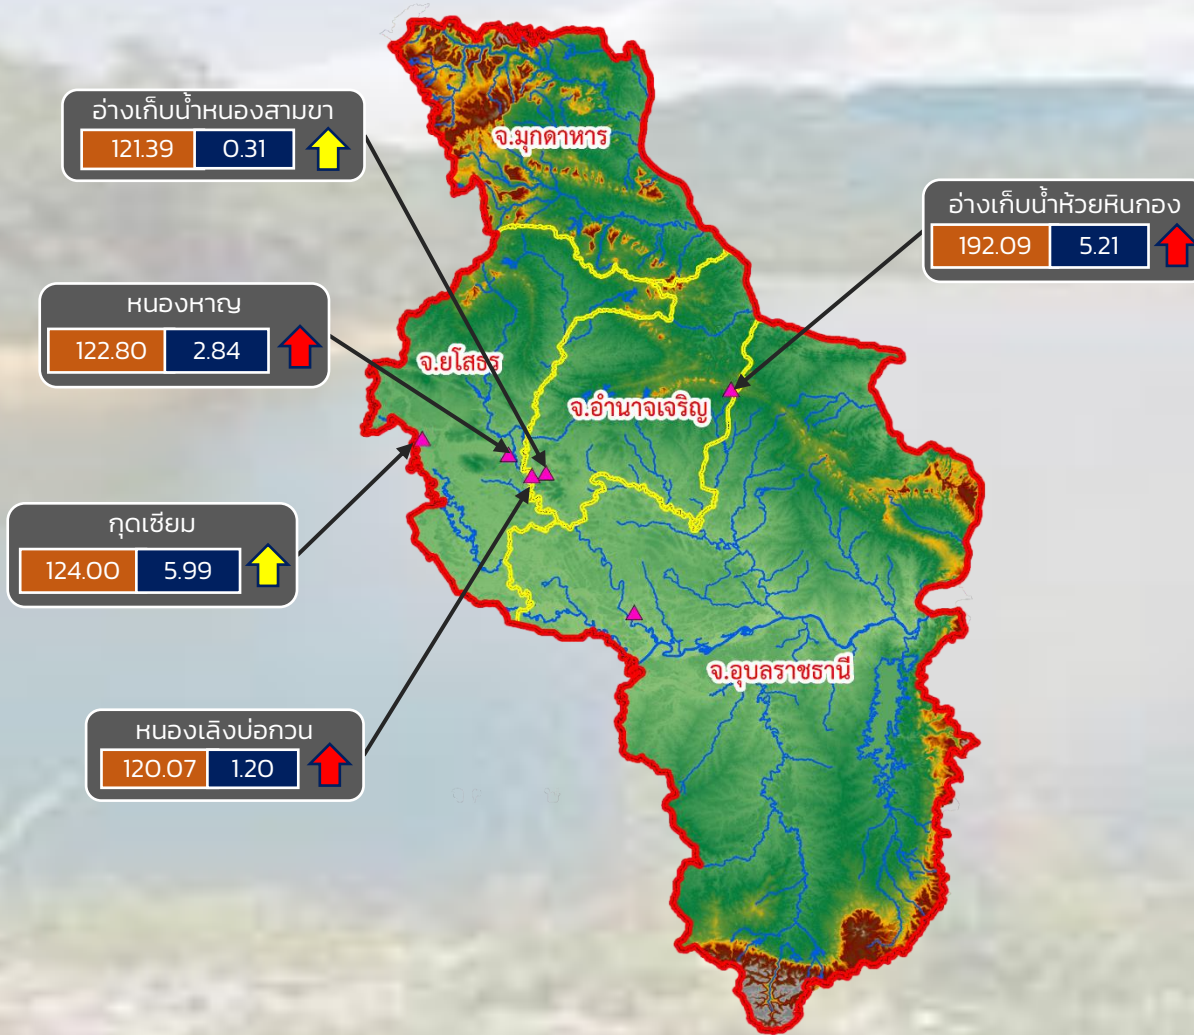 อ่างเก็บน้ำหนองสามขา
121.39 0.31
จ.มุกดาหาร
อ่างเก็บน้ำห้วยหินกอง
192.09 5.21
หนองหาญ
122.80 2.84
จ.ยโสธร
จ.อำนาจเจริญ
กุดเซียม
124.00 5.99
จ.อุบลราชธานี
หนองเลิงบ่อกวน
120.07 1.20